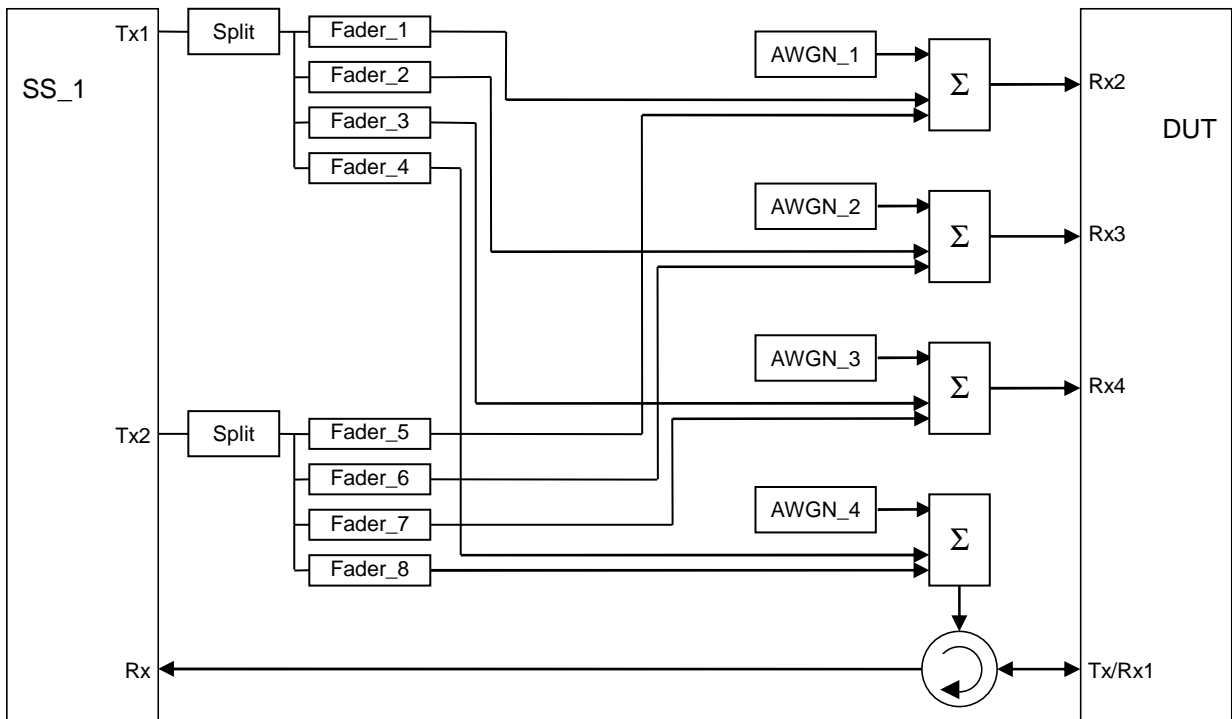 Tx1
Split
Fader_1
AWGN_1
Σ
Rx2
SS_1
Fader_2
Fader_3
DUT
Fader_4
AWGN_2
Σ
Rx3
AWGN_3
Σ
Rx4
Tx2
Split
Fader_5
Fader_6
AWGN_4
Fader_7
Σ
Fader_8
Rx
Tx/Rx1